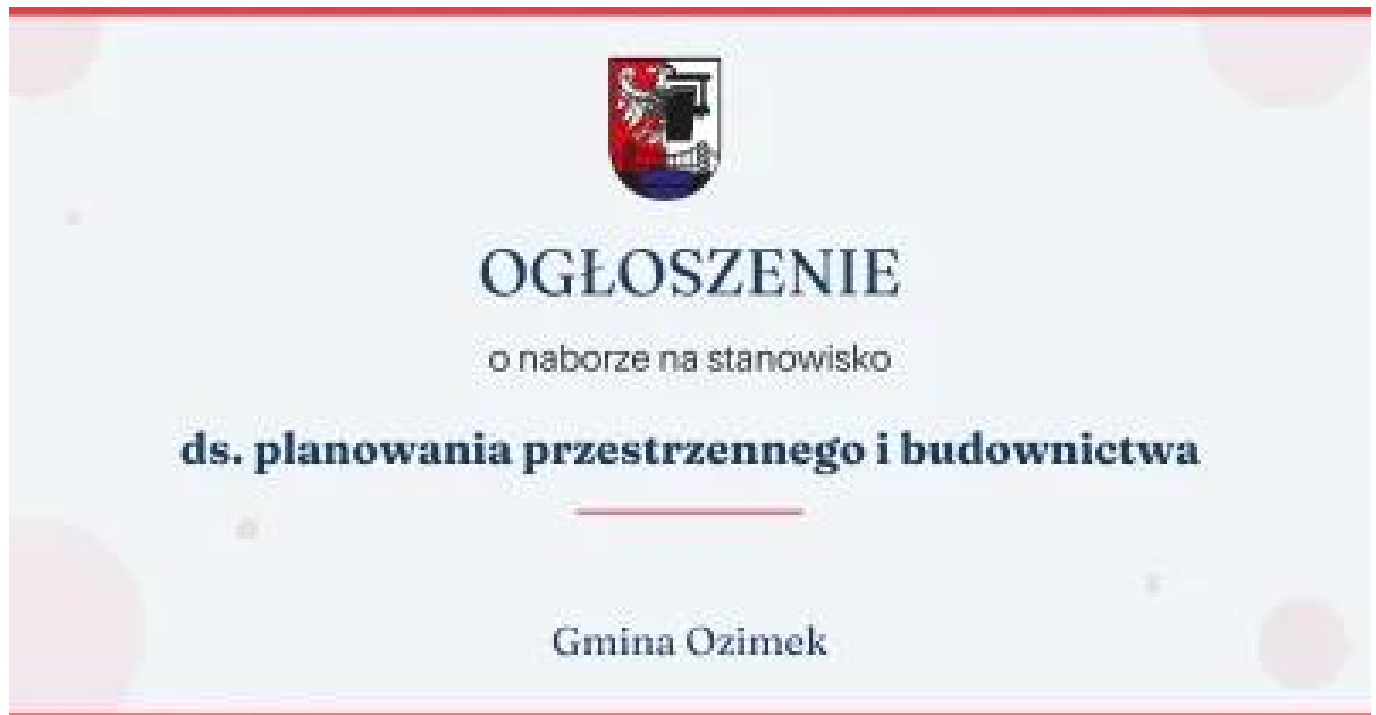 OGŁOSZENIE
o naborze na stanowisko
ds. planowania przestrzennego i budownictwa
Gmina Ozimek